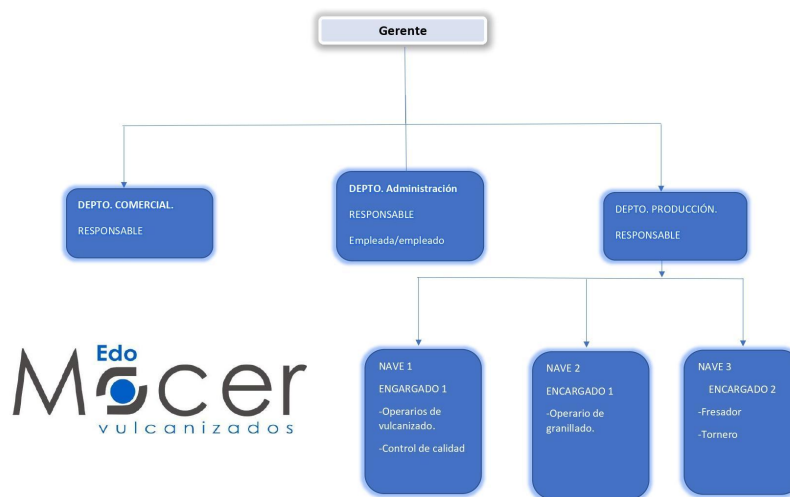 Gerente
DEPTO. COMERCIAL.
RESPONSABLE
DEPTO. Administración
RESPONSABLE
Empleada/empleado
DEPTO. PRODUCCIÓN.
RESPONSABLE
NAVE 1
ENGARGADO 1
-Operarios de
vulcanizado.
-Control de calidad
NAVE 2
ENCARGADO 1
-Operario de
granillado.
NAVE 3
ENCARGADO 2
-Fresador
-Tornero
Edo
Mocer
vulcanizados